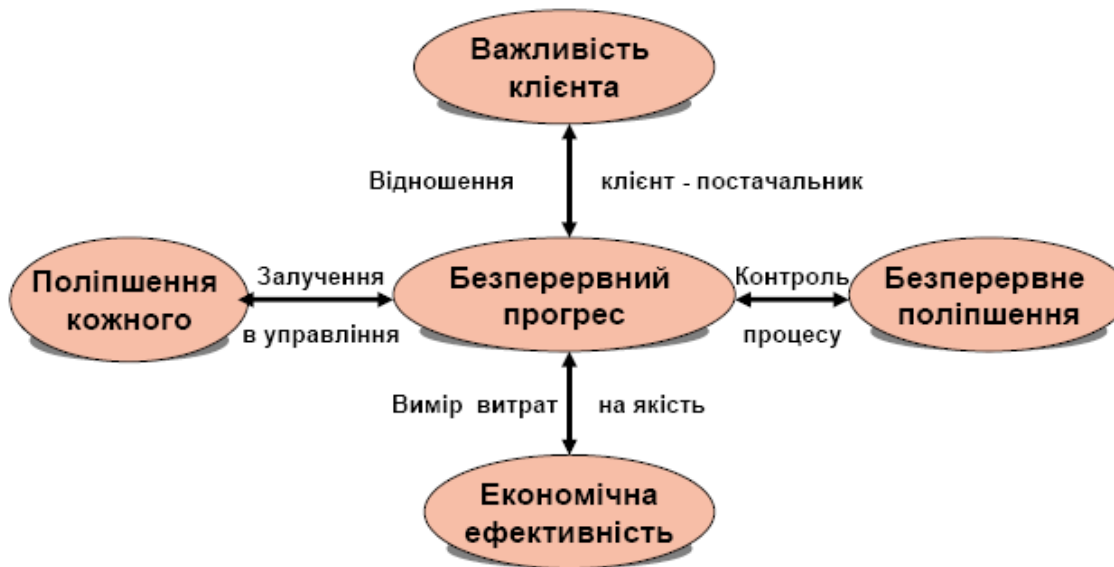 Важливість
клієнта
Відношення клієнт - постачальник
Поліпшення
кожного
Залучення
в управління
Безперервний
прогрес
Контроль
процесу
Безперервне
поліпшення
Вимір витрат на якість
Економічна
ефективність